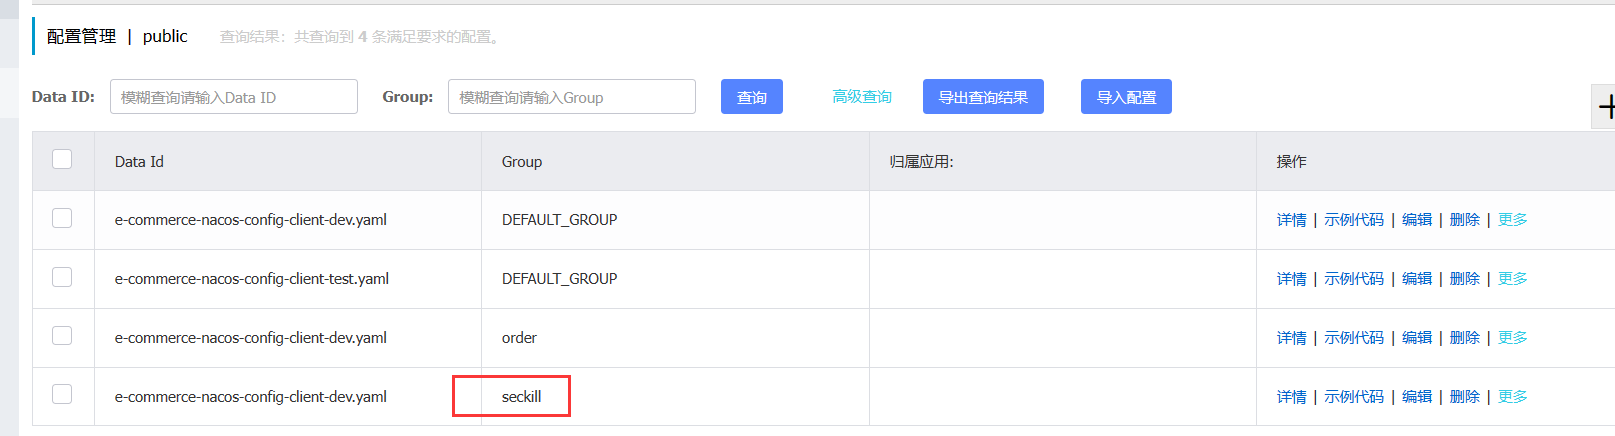 配置管理 | public 查询结果：共查询到 4 条满足要求的配置。
Data ID: 模糊查询请输入Data ID Group: 模糊查询请输入Group 查询 高级查询 导出查询结果 导入配置
Data Id Group 归属应用: 操作
e-commerce-nacos-config-client-dev.yaml DEFAULT_GROUP 详情 | 示例代码 | 编辑 | 删除 | 更多
e-commerce-nacos-config-client-test.yaml DEFAULT_GROUP 详情 | 示例代码 | 编辑 | 删除 | 更多
e-commerce-nacos-config-client-dev.yaml order 详情 | 示例代码 | 编辑 | 删除 | 更多
e-commerce-nacos-config-client-dev.yaml seckill 详情 | 示例代码 | 编辑 | 删除 | 更多